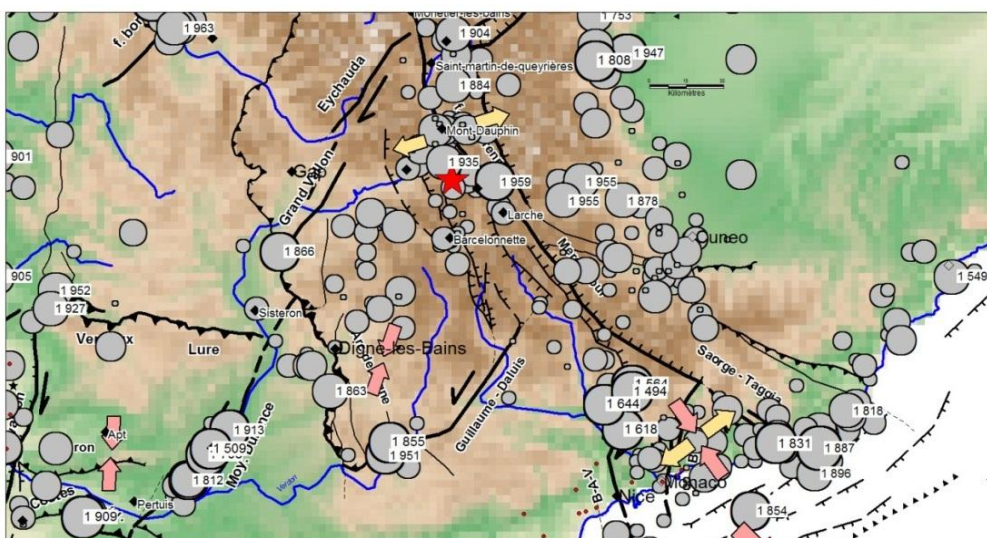 Monetier-les-bains
1 753
1 963
f. bor
1 904
1 947
Saint-martin-de-queyrières
1 808
Eychauda
1 884
Kilomètres
Mont-Dauphin
901
1 935
1 959
1 955
1 955
1 878
Gap
Grand Vallon
Larche
Barcelonnette
Cuneo
1 866
905
1 952
1 927
1 549
Sisteron
Lure
Digne-les-Bains
Saorge - Taggia
Guillaume - Daluis
1 863
1 564
1 494
1 644
1 618
1 818
1 913
1 509
Moy. Durance
1 855
1 951
1 831
1 887
1 896
Apt
ron
1 812
Verdon
B-A-V
Nice
Monaco
Pertuis
1 909
1 854